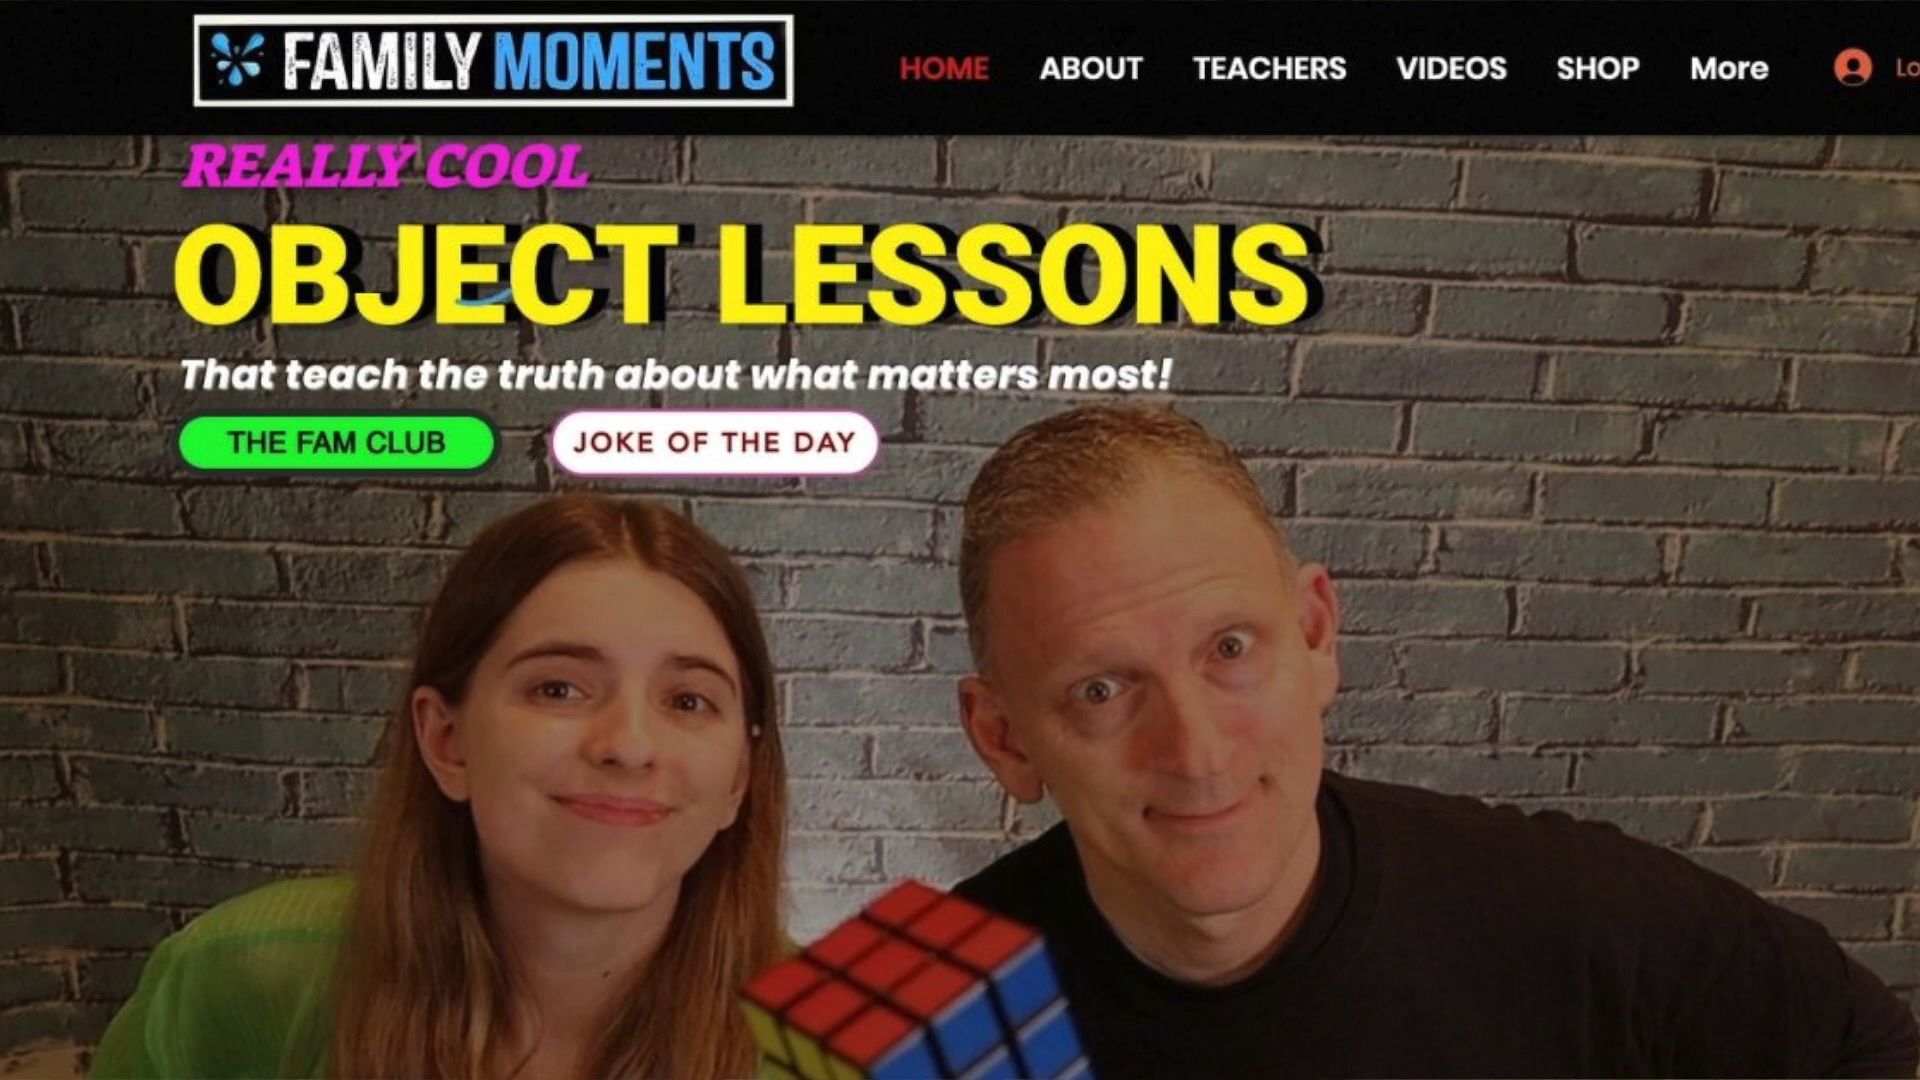 FAMILY MOMENTS
HOME ABOUT TEACHERS VIDEOS SHOP More Lo
REALLY COOL
OBJECT LESSONS
That teach the truth about what matters most!
THE FAM CLUB JOKE OF THE DAY